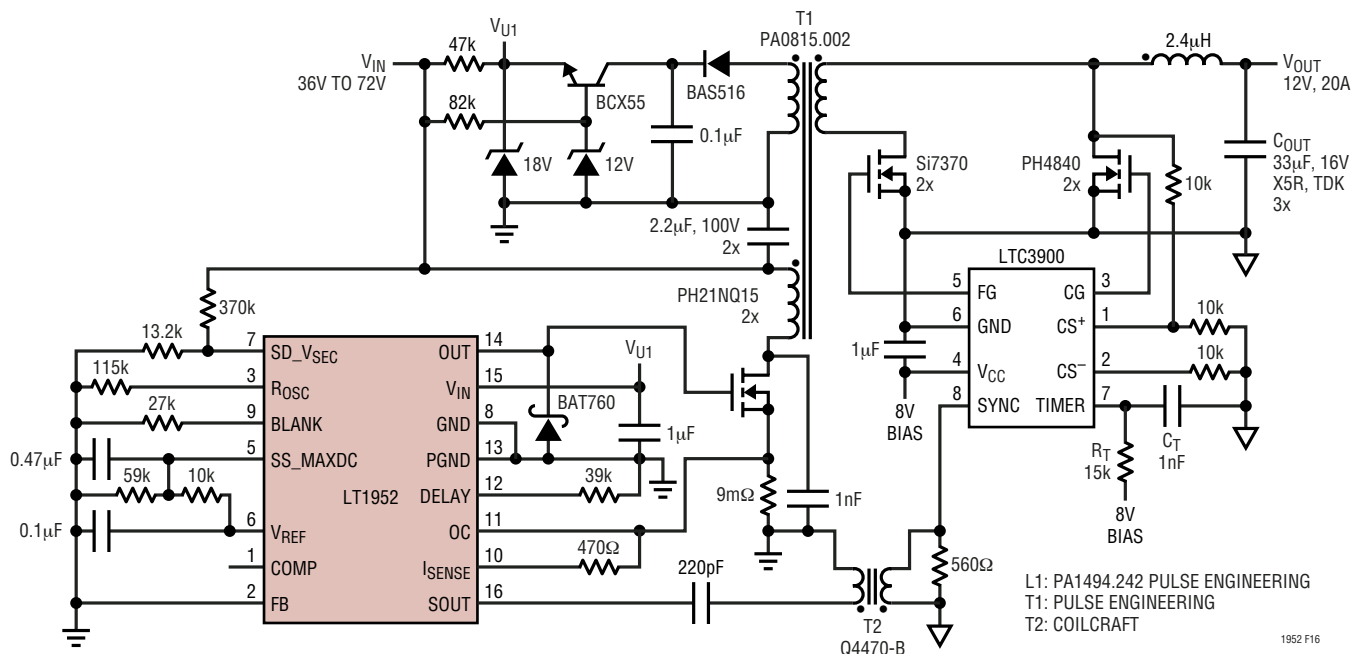 T1
PA0815.002
VU1
VIN
36V TO 72V
47k
82k
BCX55
BAS516
0.1µF
18V
12V
2.2µF, 100V
2x
2.4µH
VOUT
12V, 20A
Si7370
2x
PH4840
2x
10k
COUT
33µF, 16V
X5R, TDK
3x
LTC3900
5
FG
CG
3
6
GND
CS+
1
10k
4
VCC
CS–
2
10k
8
SYNC
TIMER
7
1µF
8V
BIAS
RT
15k
CT
1nF
8V
BIAS
370k
PH21NQ15
2x
13.2k
7
SD_VSEC
OUT
14
VU1
115k
3
ROSC
VIN
15
BAT760
27k
9
BLANK
GND
8
1µF
0.47µF
5
SS_MAXDC
PGND
13
59k
10k
LT1952
DELAY
12
39k
9mΩ
1nF
0.1µF
6
VREF
OC
11
1
COMP
ISENSE
10
470Ω
2
FB
SOUT
16
220pF
T2
Q4470-B
560Ω
L1: PA1494.242 PULSE ENGINEERING
T1: PULSE ENGINEERING
T2: COILCRAFT
1952 F16